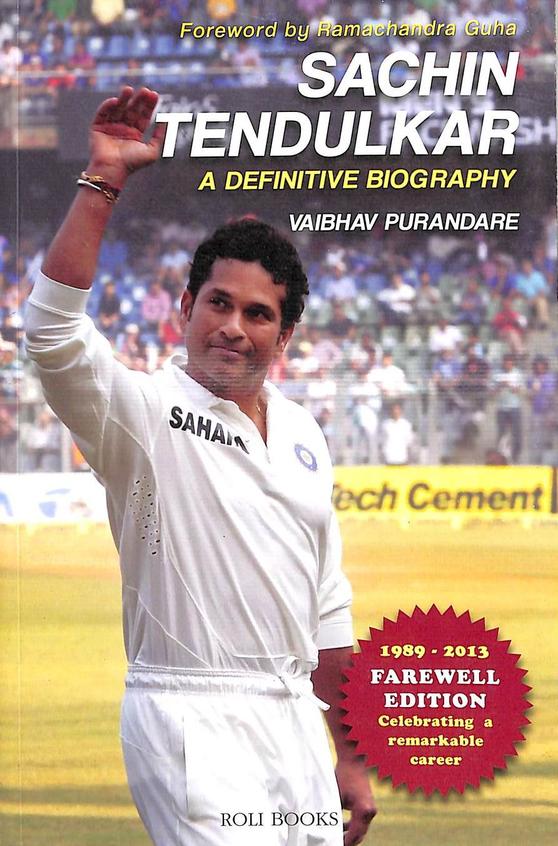 Foreword by Ramachandra Guha
SACHIN
TENDULKAR
A DEFINITIVE BIOGRAPHY
VAIBHAV PURANDARE
SAHARA
Tech Cement
1989 - 2013
FAREWELL
EDITION
Celebrating a
remarkable
career
ROLI BOOKS